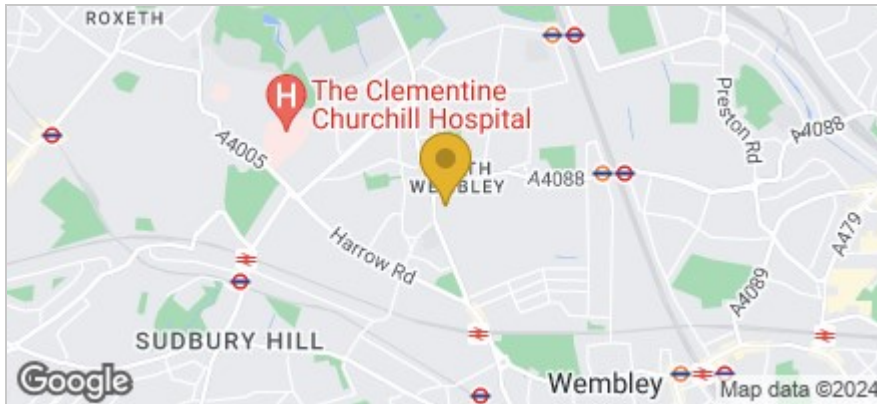 ROXETH
H
The Clementine
Churchill Hospital
A4005
TH
WEMBLEY
A4088
Preston Rd
A4088
A479
A4089
Harrow Rd
SUDBURY HILL
Wembley
Google
Map data ©2024